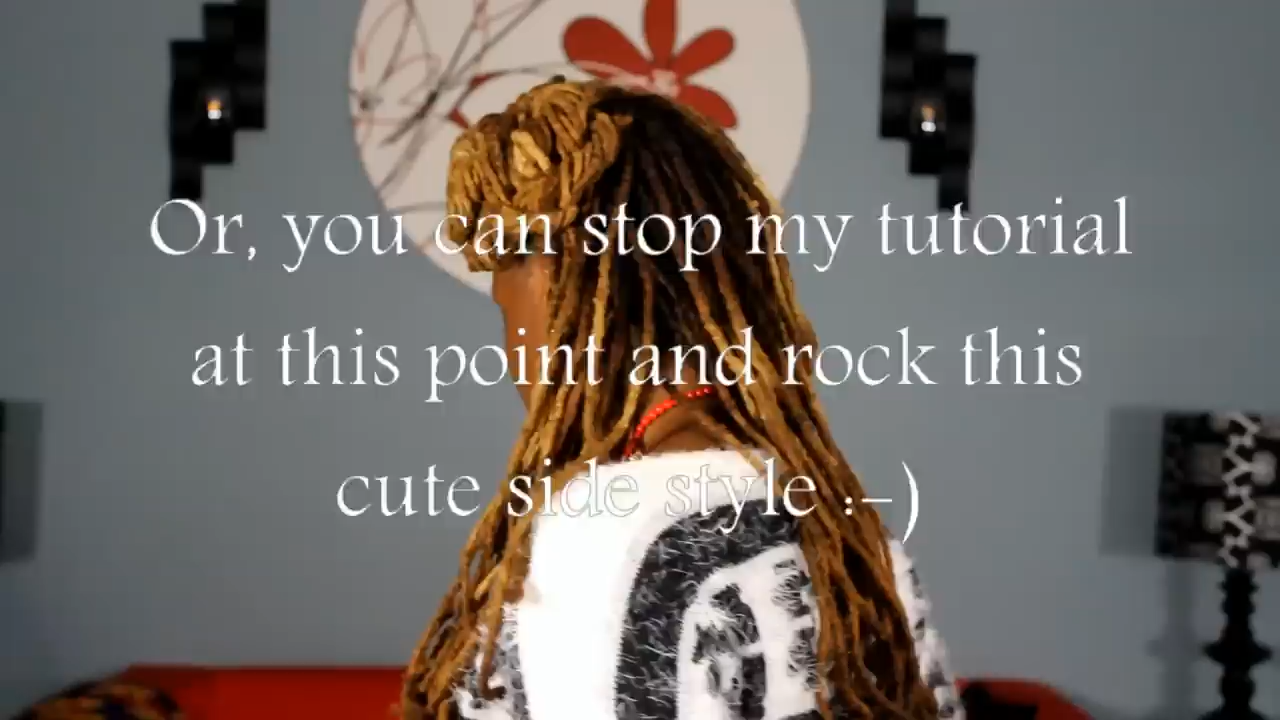 Or, you can stop my tutorial
at this point and rock this
cute side style :-)